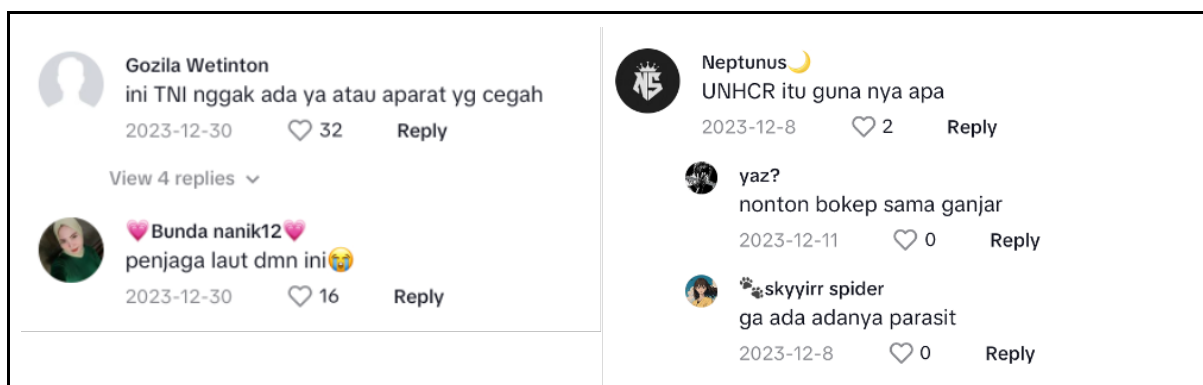 Gozila Wetinton
ini TNI nggak ada ya atau aparat yg cegah
2023-12-30 32 Reply
View 4 replies
💗Bunda nanik12💗
penjaga laut dmn ini😭
2023-12-30 16 Reply
NS
Neptunus🌙
UNHCR itu guna nya apa
2023-12-8 2 Reply
yaz?
nonton bokep sama ganjar
2023-12-11 0 Reply
🐾skyyirr spider
ga ada adanya parasit
2023-12-8 0 Reply